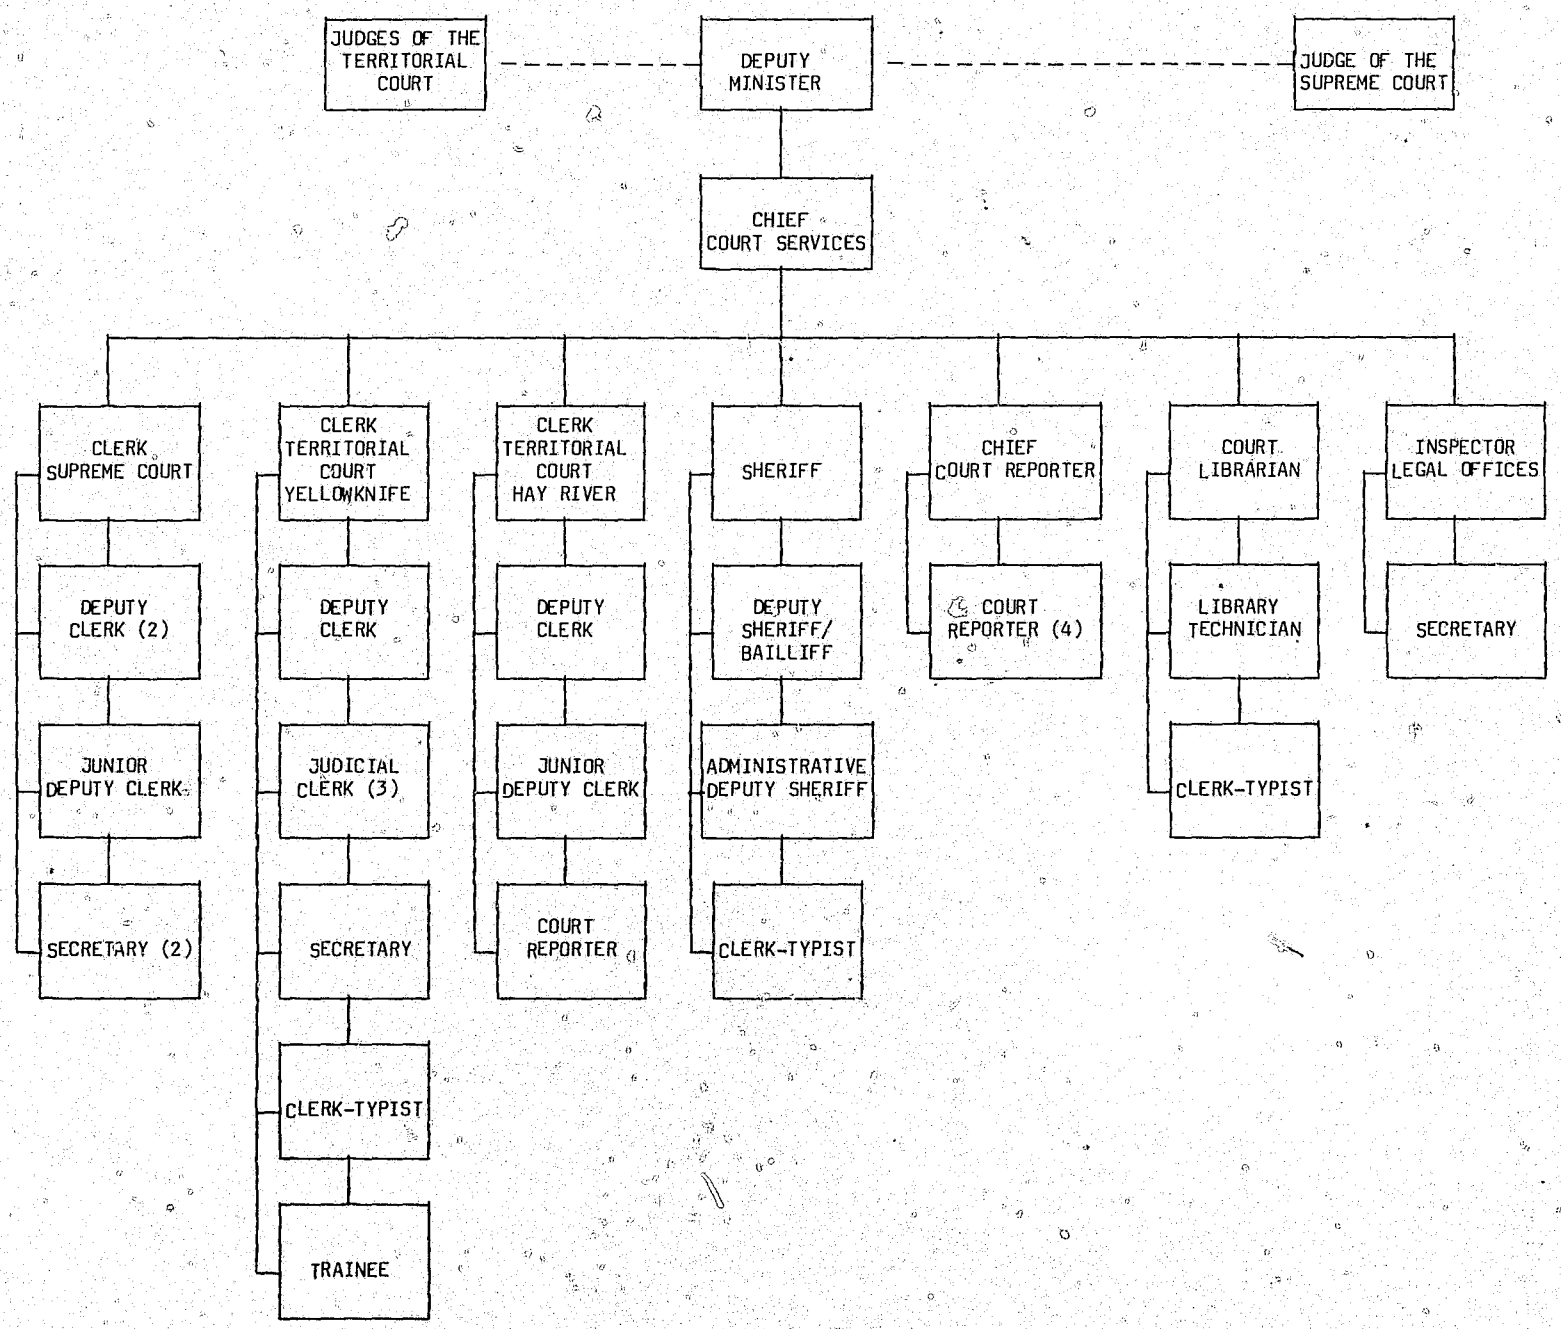 JUDGES OF THE
TERRITORIAL
COURT
DEPUTY
MINISTER
JUDGE OF THE
SUPREME COURT
CHIEF
COURT SERVICES
CLERK
SUPREME COURT
DEPUTY
CLERK (2)
JUNIOR
DEPUTY CLERK
SECRETARY (2)
CLERK
TERRITORIAL
COURT
YELLOWKNIFE
DEPUTY
CLERK
JUDICIAL
CLERK (3)
SECRETARY
CLERK-TYPIST
TRAINEE
CLERK
TERRITORIAL
COURT
HAY RIVER
DEPUTY
CLERK
JUNIOR
DEPUTY CLERK
COURT
REPORTER
SHERIFF
DEPUTY
SHERIFF/
BAILLIFF
ADMINISTRATIVE
DEPUTY SHERIFF
CLERK-TYPIST
CHIEF
COURT REPORTER
COURT
REPORTER (4)
COURT
LIBRARIAN
LIBRARY
TECHNICIAN
CLERK-TYPIST
INSPECTOR
LEGAL OFFICES
SECRETARY